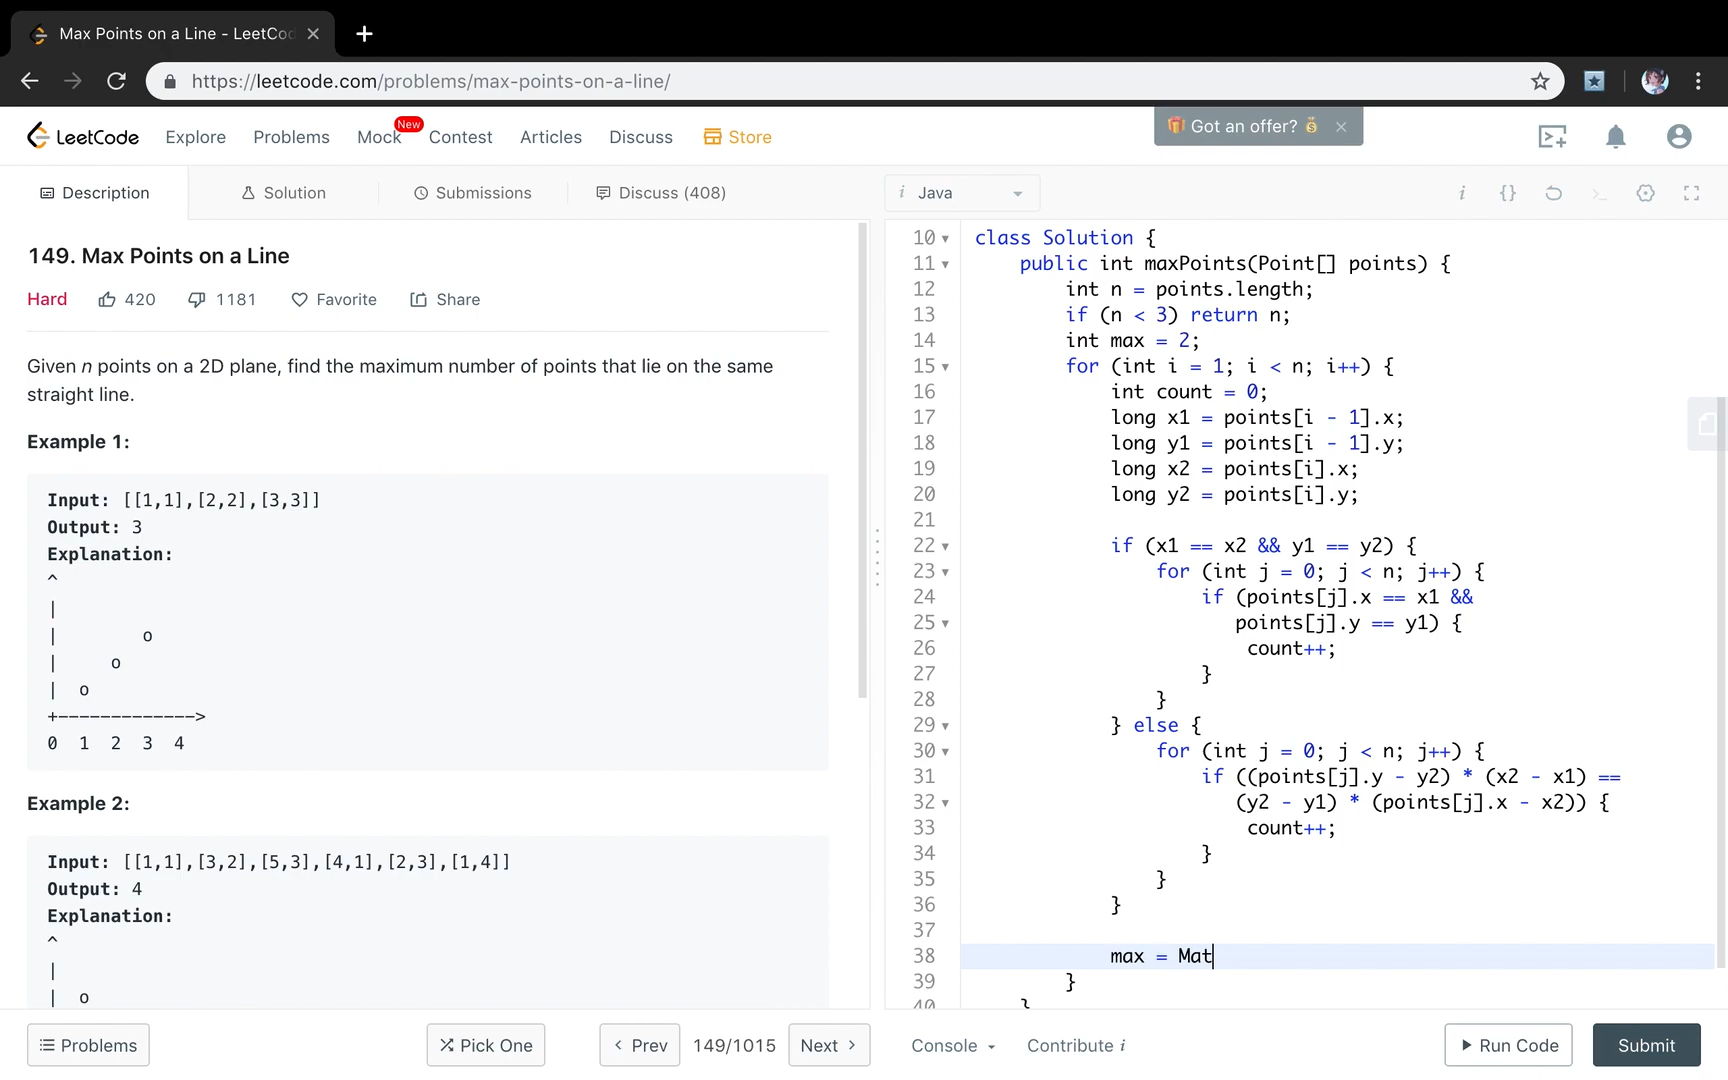 Max Points on a Line - LeetCod
https://leetcode.com/problems/max-points-on-a-line/
LeetCode
Explore
Problems
Mock
New
Contest
Articles
Discuss
Store
Got an offer?
Description
Solution
Submissions
Discuss (408)
i Java
149. Max Points on a Line
Hard
420
1181
Favorite
Share
Given n points on a 2D plane, find the maximum number of points that lie on the same
straight line.
Example 1:
Input: [[1,1],[2,2],[3,3]]
Output: 3
Explanation:
^
|
|        o
|     o
|  o
+------------->
0  1  2  3  4
Example 2:
Input: [[1,1],[3,2],[5,3],[4,1],[2,3],[1,4]]
Output: 4
Explanation:
^
|
|  o
i {}
10 class Solution {
11     public int maxPoints(Point[] points) {
12         int n = points.length;
13         if (n < 3) return n;
14         int max = 2;
15         for (int i = 1; i < n; i++) {
16             int count = 0;
17             long x1 = points[i - 1].x;
18             long y1 = points[i - 1].y;
19             long x2 = points[i].x;
20             long y2 = points[i].y;
21
22             if (x1 == x2 && y1 == y2) {
23                 for (int j = 0; j < n; j++) {
24                     if (points[j].x == x1 &&
25                        points[j].y == y1) {
26                         count++;
27                     }
28                 }
29             } else {
30                 for (int j = 0; j < n; j++) {
31                     if ((points[j].y - y2) * (x2 - x1) ==
32                        (y2 - y1) * (points[j].x - x2)) {
33                         count++;
34                     }
35                 }
36             }
37
38             max = Mat
39         }
40     }
Problems
Pick One
< Prev
149/1015
Next >
Console
Contribute i
Run Code
Submit